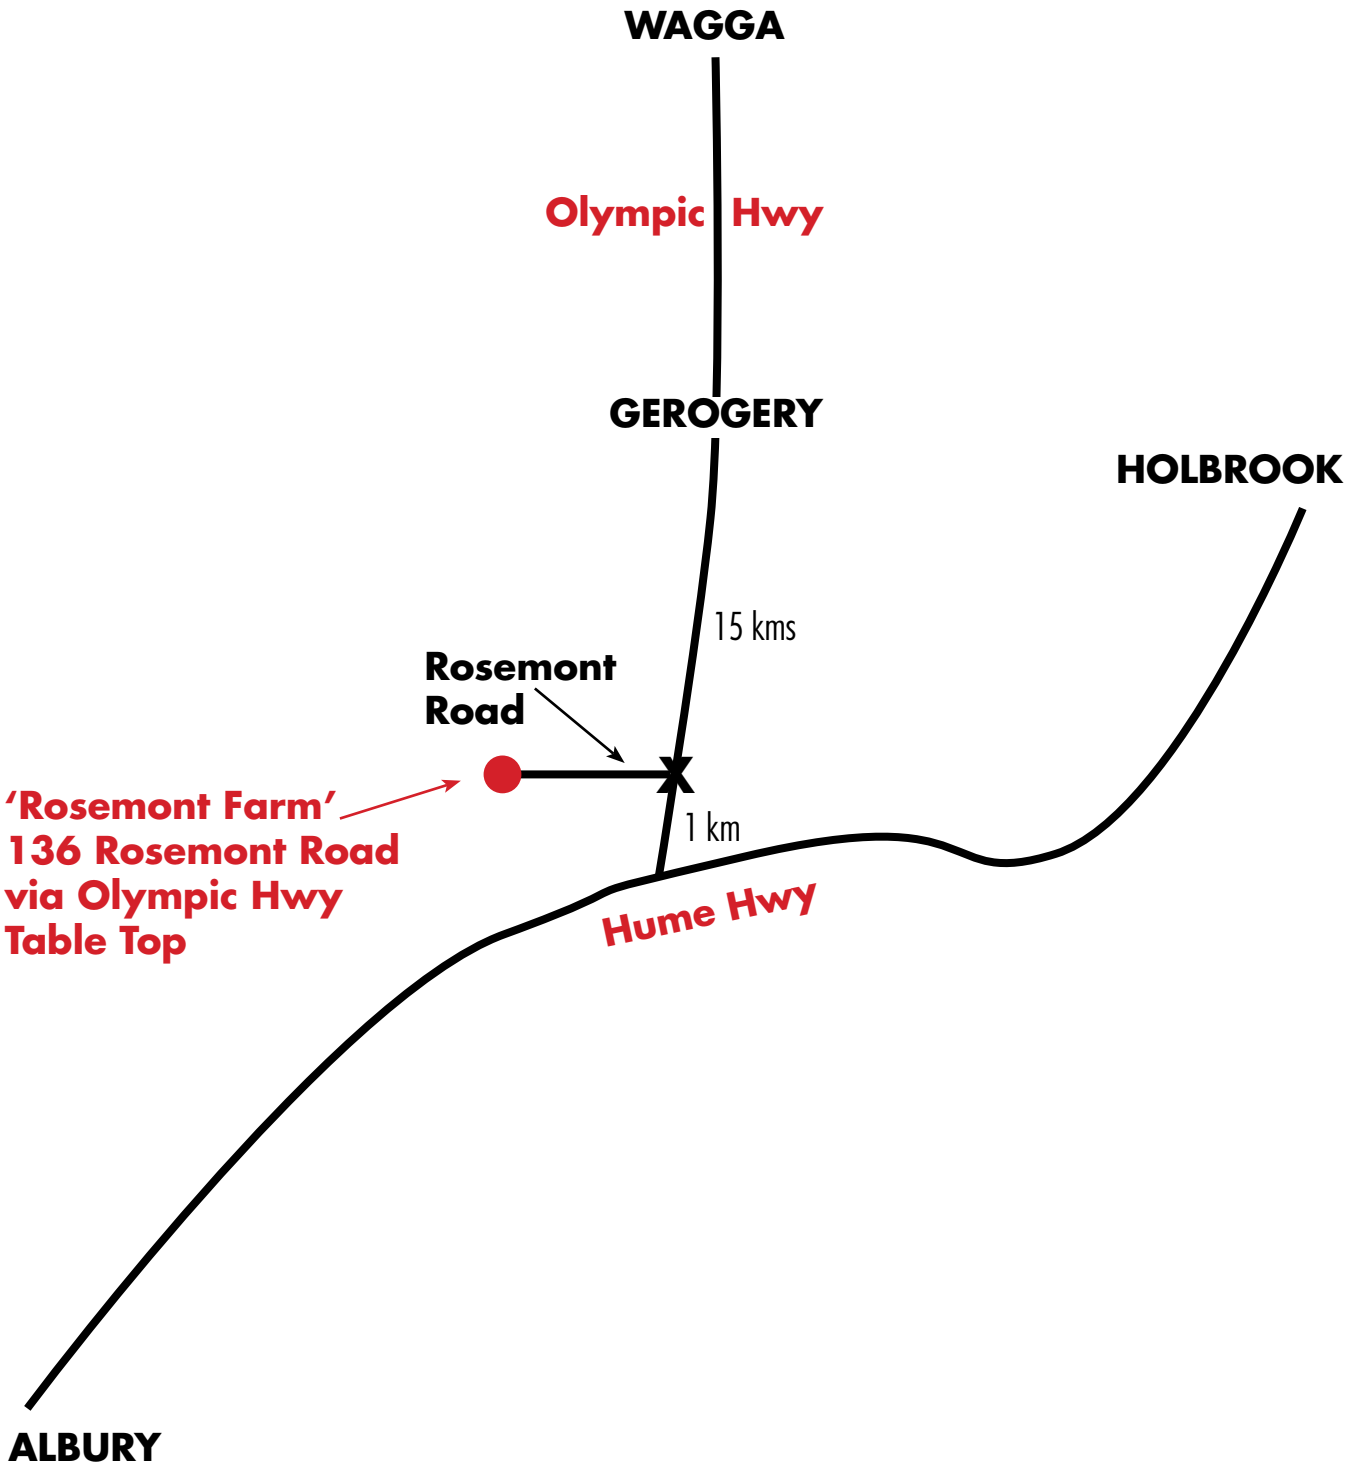 WAGGA
Olympic Hwy
GEROGERY
HOLBROOK
15 kms
Rosemont
Road
‘Rosemont Farm’
136 Rosemont Road
via Olympic Hwy
Table Top
X
1 km
Hume Hwy
ALBURY